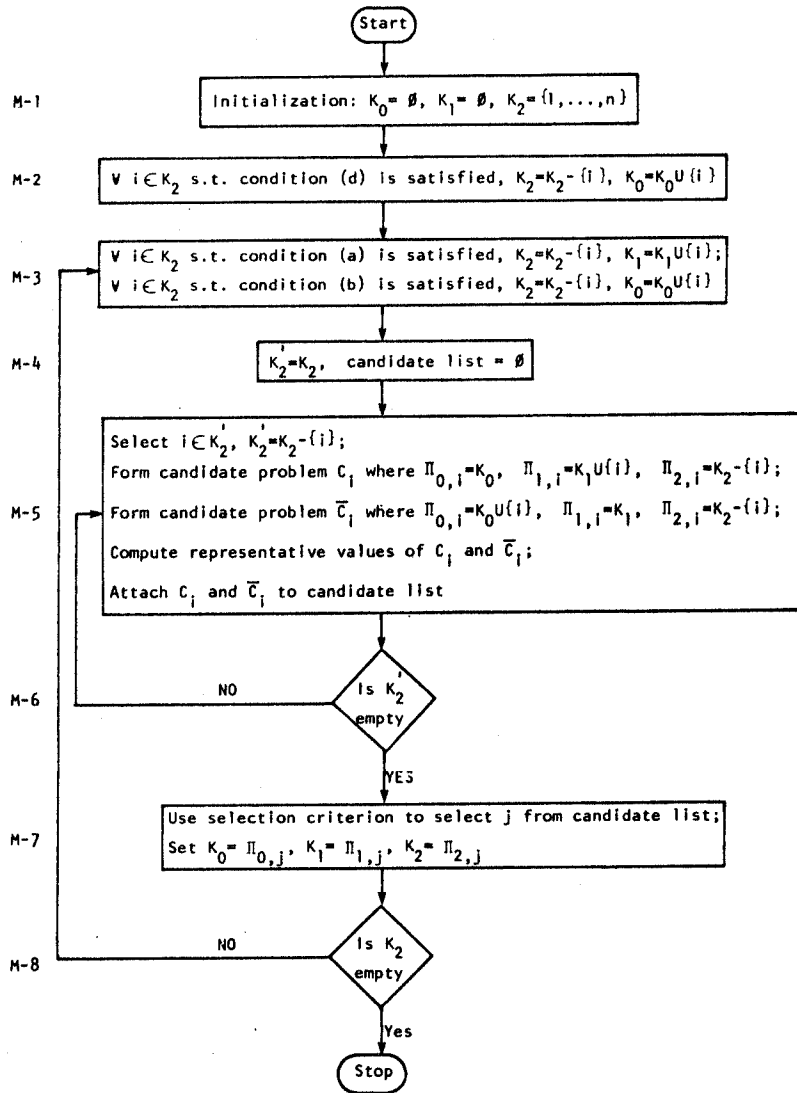 Start
M-1
Initialization: K₀= ∅, K₁= ∅, K₂={1,...,n}
M-2
∀ i∈K₂ s.t. condition (d) is satisfied, K₂=K₂-{i}, K₀=K₀U{i}
M-3
∀ i∈K₂ s.t. condition (a) is satisfied, K₂=K₂-{i}, K₁=K₁U{i};
∀ i∈K₂ s.t. condition (b) is satisfied, K₂=K₂-{i}, K₀=K₀U{i}
M-4
K₂'=K₂, candidate list = ∅
M-5
Select i∈K₂', K₂'=K₂-{i};
Form candidate problem Cᵢ where Π₀,ᵢ=K₀, Π₁,ᵢ=K₁U{i}, Π₂,ᵢ=K₂-{i};
Form candidate problem C̅ᵢ where Π₀,ᵢ=K₀U{i}, Π₁,ᵢ=K₁, Π₂,ᵢ=K₂-{i};
Compute representative values of Cᵢ and C̅ᵢ;
Attach Cᵢ and C̅ᵢ to candidate list
M-6
NO
Is K₂'
empty
YES
M-7
Use selection criterion to select j from candidate list;
Set K₀= Π₀,ⱼ, K₁= Π₁,ⱼ, K₂= Π₂,ⱼ
M-8
NO
Is K₂
empty
Yes
Stop